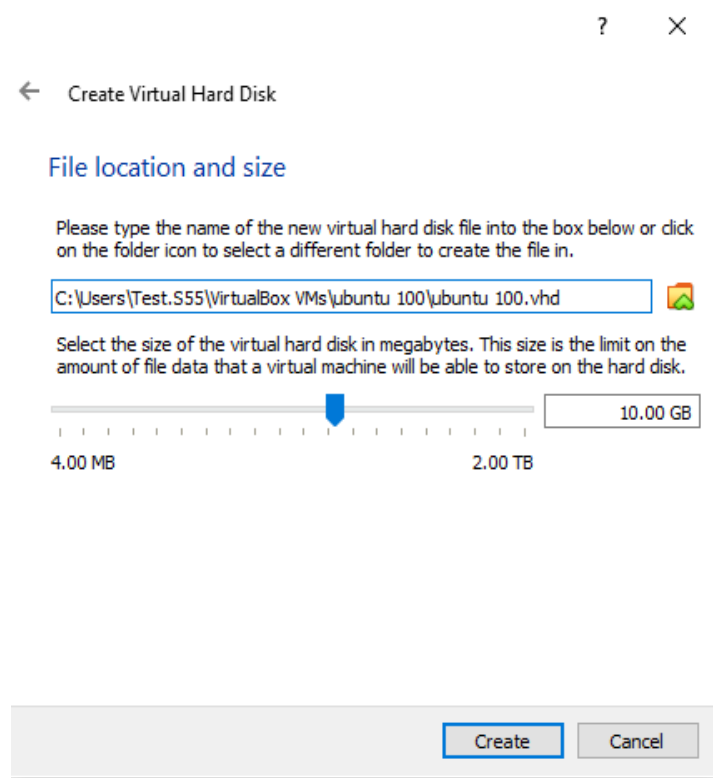 ?
Create Virtual Hard Disk
File location and size
Please type the name of the new virtual hard disk file into the box below or click
on the folder icon to select a different folder to create the file in.
C:\Users\Test.S55\VirtualBox VMs\ubuntu 100\ubuntu 100.vhd
Select the size of the virtual hard disk in megabytes. This size is the limit on the
amount of file data that a virtual machine will be able to store on the hard disk.
10.00 GB
4.00 MB 2.00 TB
Create Cancel